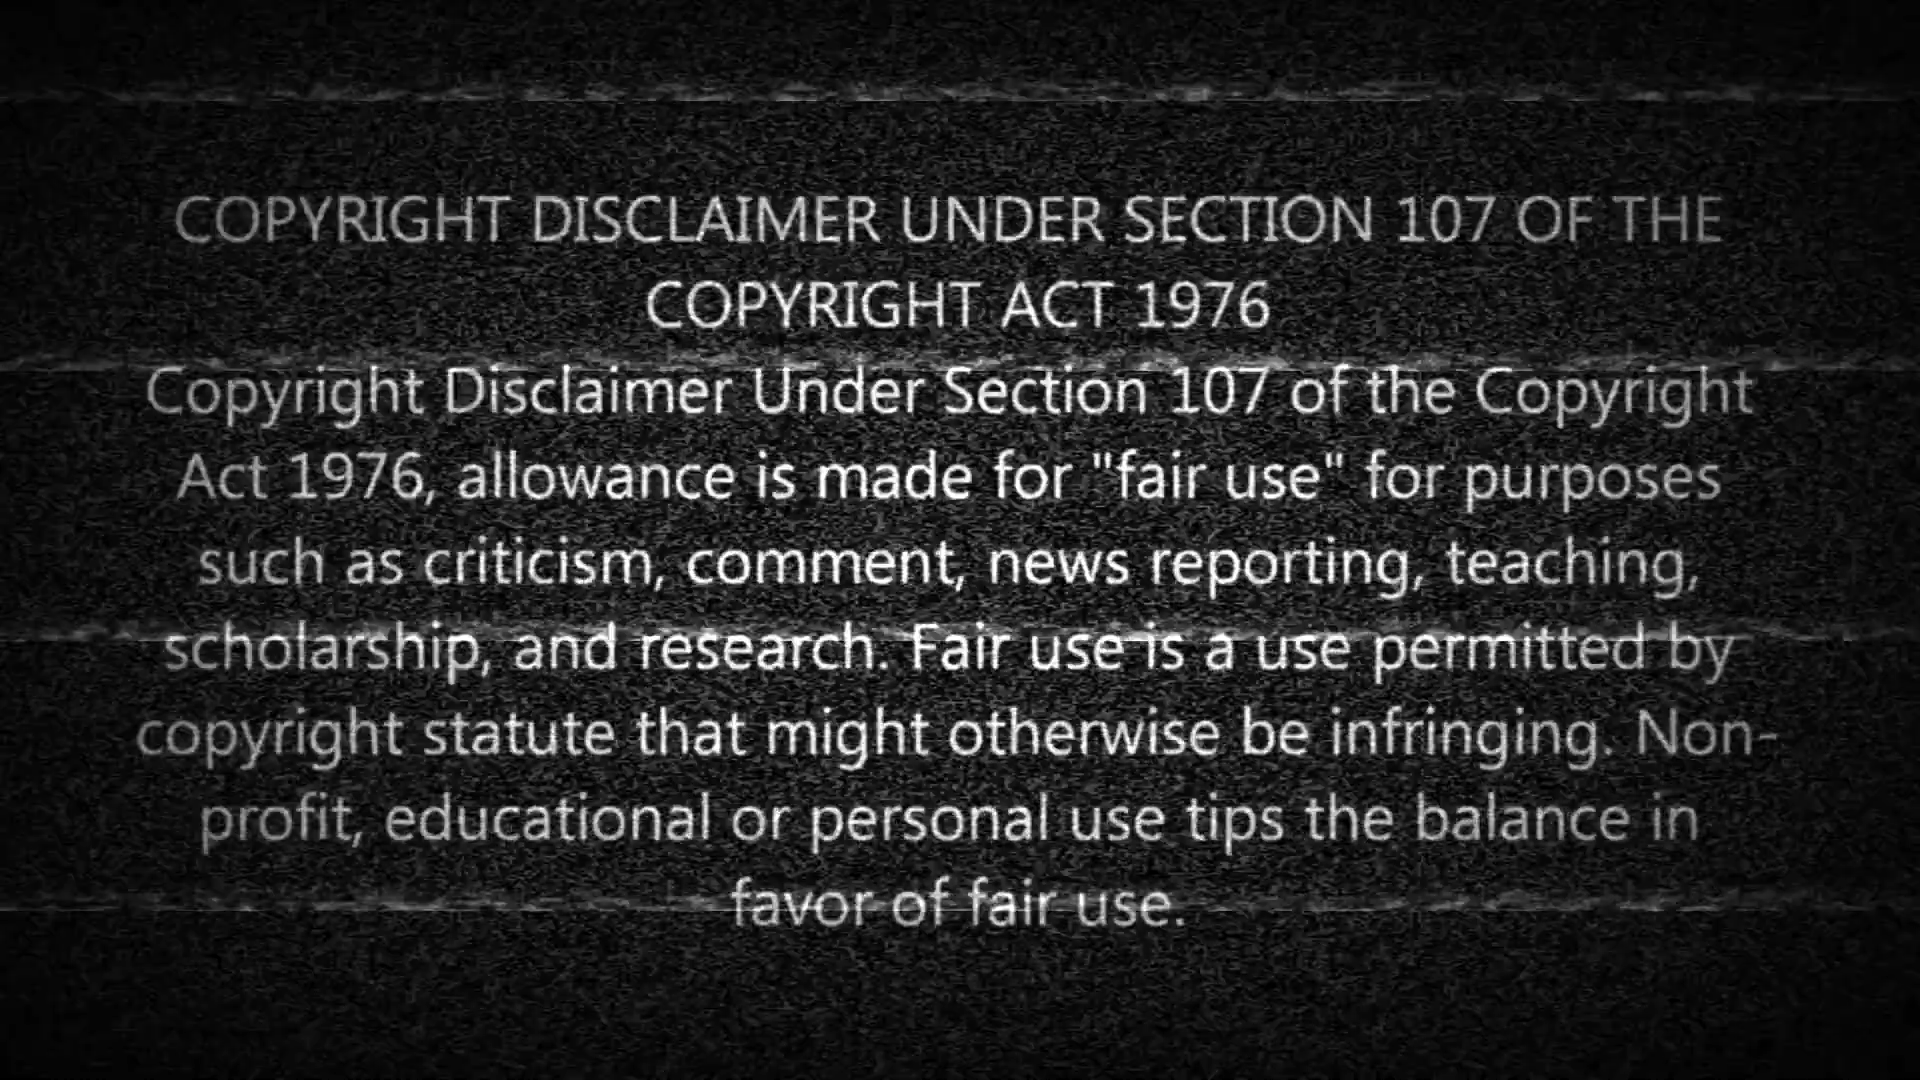 COPYRIGHT DISCLAIMER UNDER SECTION 107 OF THE
COPYRIGHT ACT 1976
Copyright Disclaimer Under Section 107 of the Copyright
Act 1976, allowance is made for "fair use" for purposes
such as criticism, comment, news reporting, teaching,
scholarship, and research. Fair use is a use permitted by
copyright statute that might otherwise be infringing. Non-
profit, educational or personal use tips the balance in
favor of fair use.